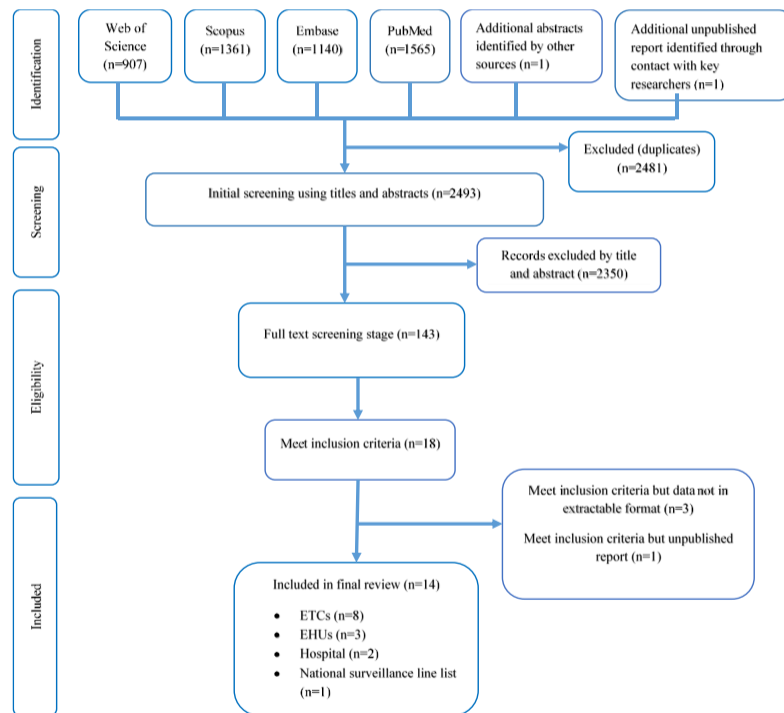 Identification
Web of
Science
(n=907)
Scopus
(n=1361)
Embase
(n=1140)
PubMed
(n=1565)
Additional abstracts
identified by other
sources (n=1)
Additional unpublished
report identified through
contact with key
researchers (n=1)
Excluded (duplicates)
(n=2481)
Screening
Initial screening using titles and abstracts (n=2493)
Records excluded by title
and abstract (n=2350)
Eligibility
Full text screening stage (n=143)
Meet inclusion criteria (n=18)
Meet inclusion criteria but data not in
extractable format (n=3)
Meet inclusion criteria but unpublished
report (n=1)
Included
Included in final review (n=14)
• ETCs (n=8)
• EHUs (n=3)
• Hospital (n=2)
• National surveillance line list
(n=1)